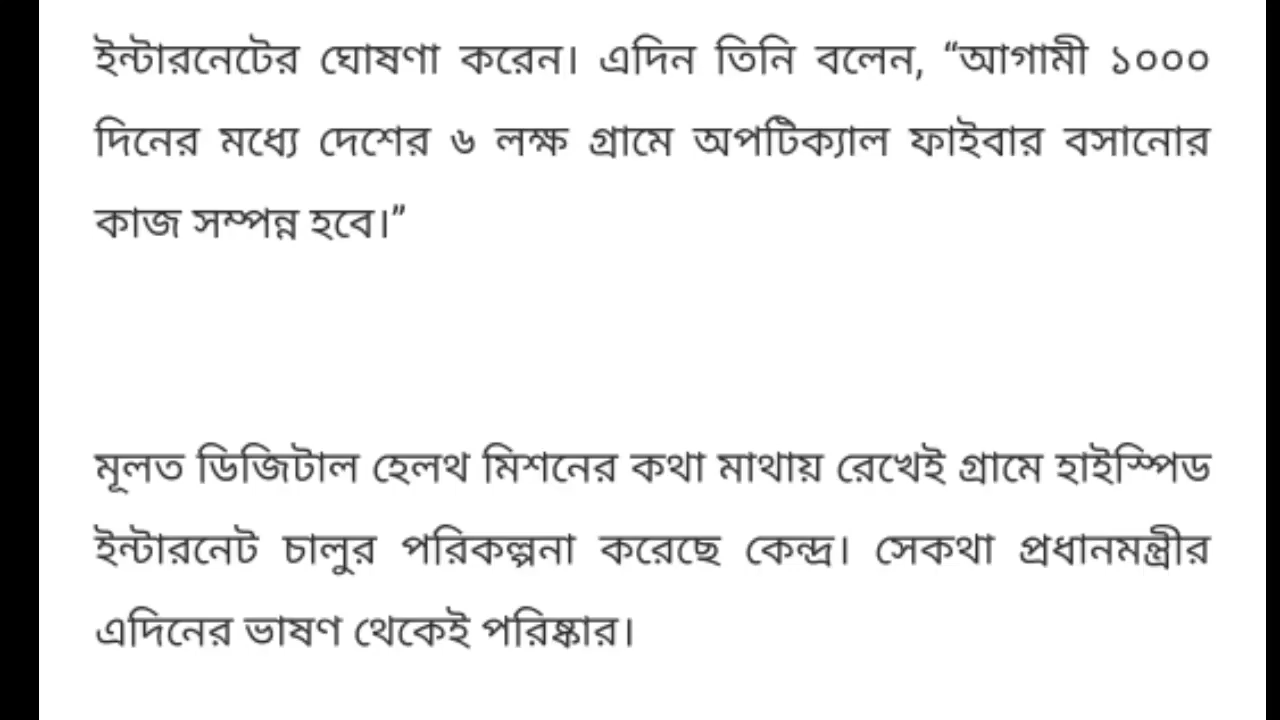 ইন্টারনেটের ঘোষণা করেন। এদিন তিনি বলেন, “আগামী ১০০০
দিনের মধ্যে দেশের ৬ লক্ষ গ্রামে অপটিক্যাল ফাইবার বসানোর
কাজ সম্পন্ন হবে।”
মূলত ডিজিটাল হেলথ মিশনের কথা মাথায় রেখেই গ্রামে হাইস্পিড
ইন্টারনেট চালুর পরিকল্পনা করেছে কেন্দ্র। সেকথা প্রধানমন্ত্রীর
এদিনের ভাষণ থেকেই পরিষ্কার।